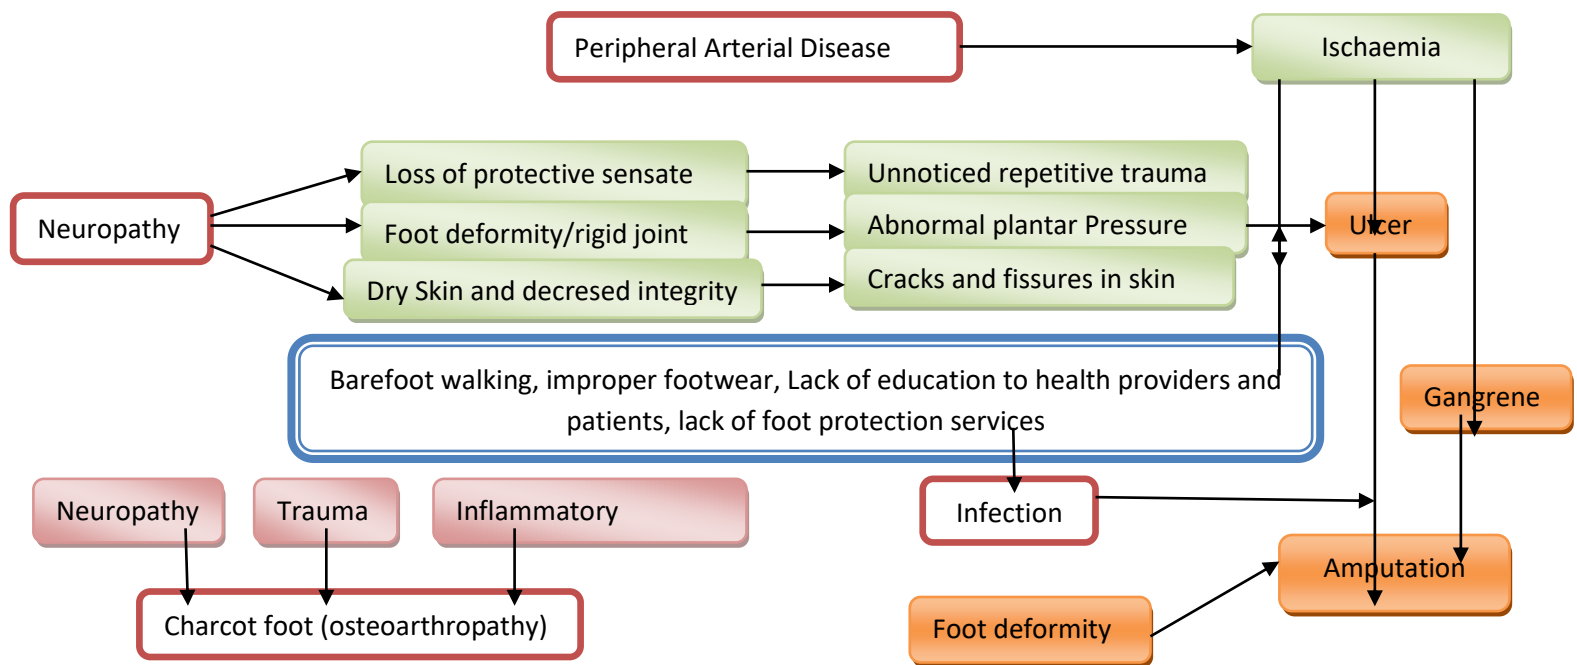 Peripheral Arterial Disease
Ischaemia
Loss of protective sensate
Unnoticed repetitive trauma
Neuropathy
Foot deformity/rigid joint
Abnormal plantar Pressure
Ulcer
Dry Skin and decresed integrity
Cracks and fissures in skin
Barefoot walking, improper footwear, Lack of education to health providers and
patients, lack of foot protection services
Gangrene
Neuropathy
Trauma
Inflammatory
Infection
Amputation
Charcot foot (osteoarthropathy)
Foot deformity